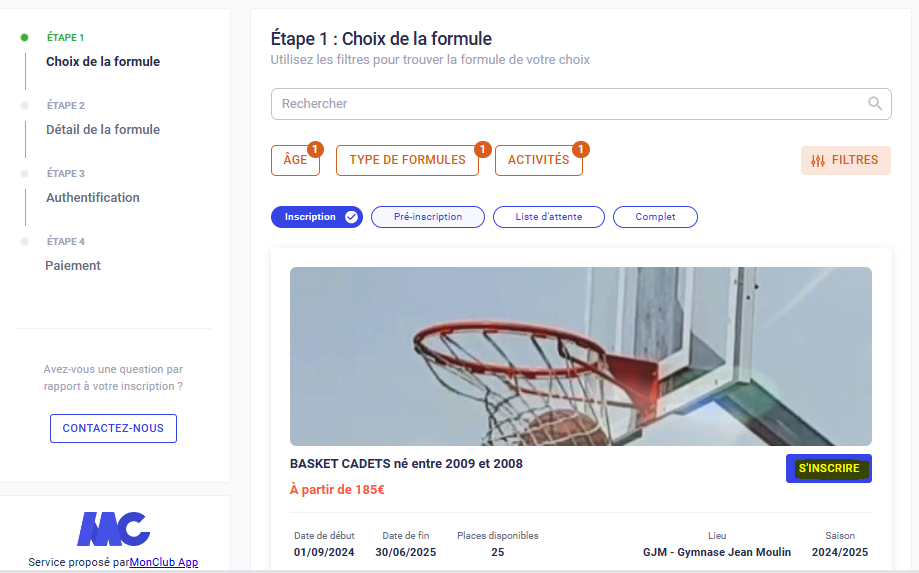 ÉTAPE 1
Choix de la formule
ÉTAPE 2
Détail de la formule
ÉTAPE 3
Authentification
ÉTAPE 4
Paiement
Avez-vous une question par
rapport à votre inscription ?
CONTACTEZ-NOUS
MC
Service proposé parMonClub App
Étape 1 : Choix de la formule
Utilisez les filtres pour trouver la formule de votre choix
Rechercher
ÂGE 1 TYPE DE FORMULES 1 ACTIVITÉS 1 FILTRES
Inscription Pré-inscription Liste d'attente Complet
BASKET CADETS né entre 2009 et 2008
S'INSCRIRE
À partir de 185€
Date de début Date de fin Places disponibles Lieu Saison
01/09/2024 30/06/2025 25 GJM - Gymnase Jean Moulin 2024/2025